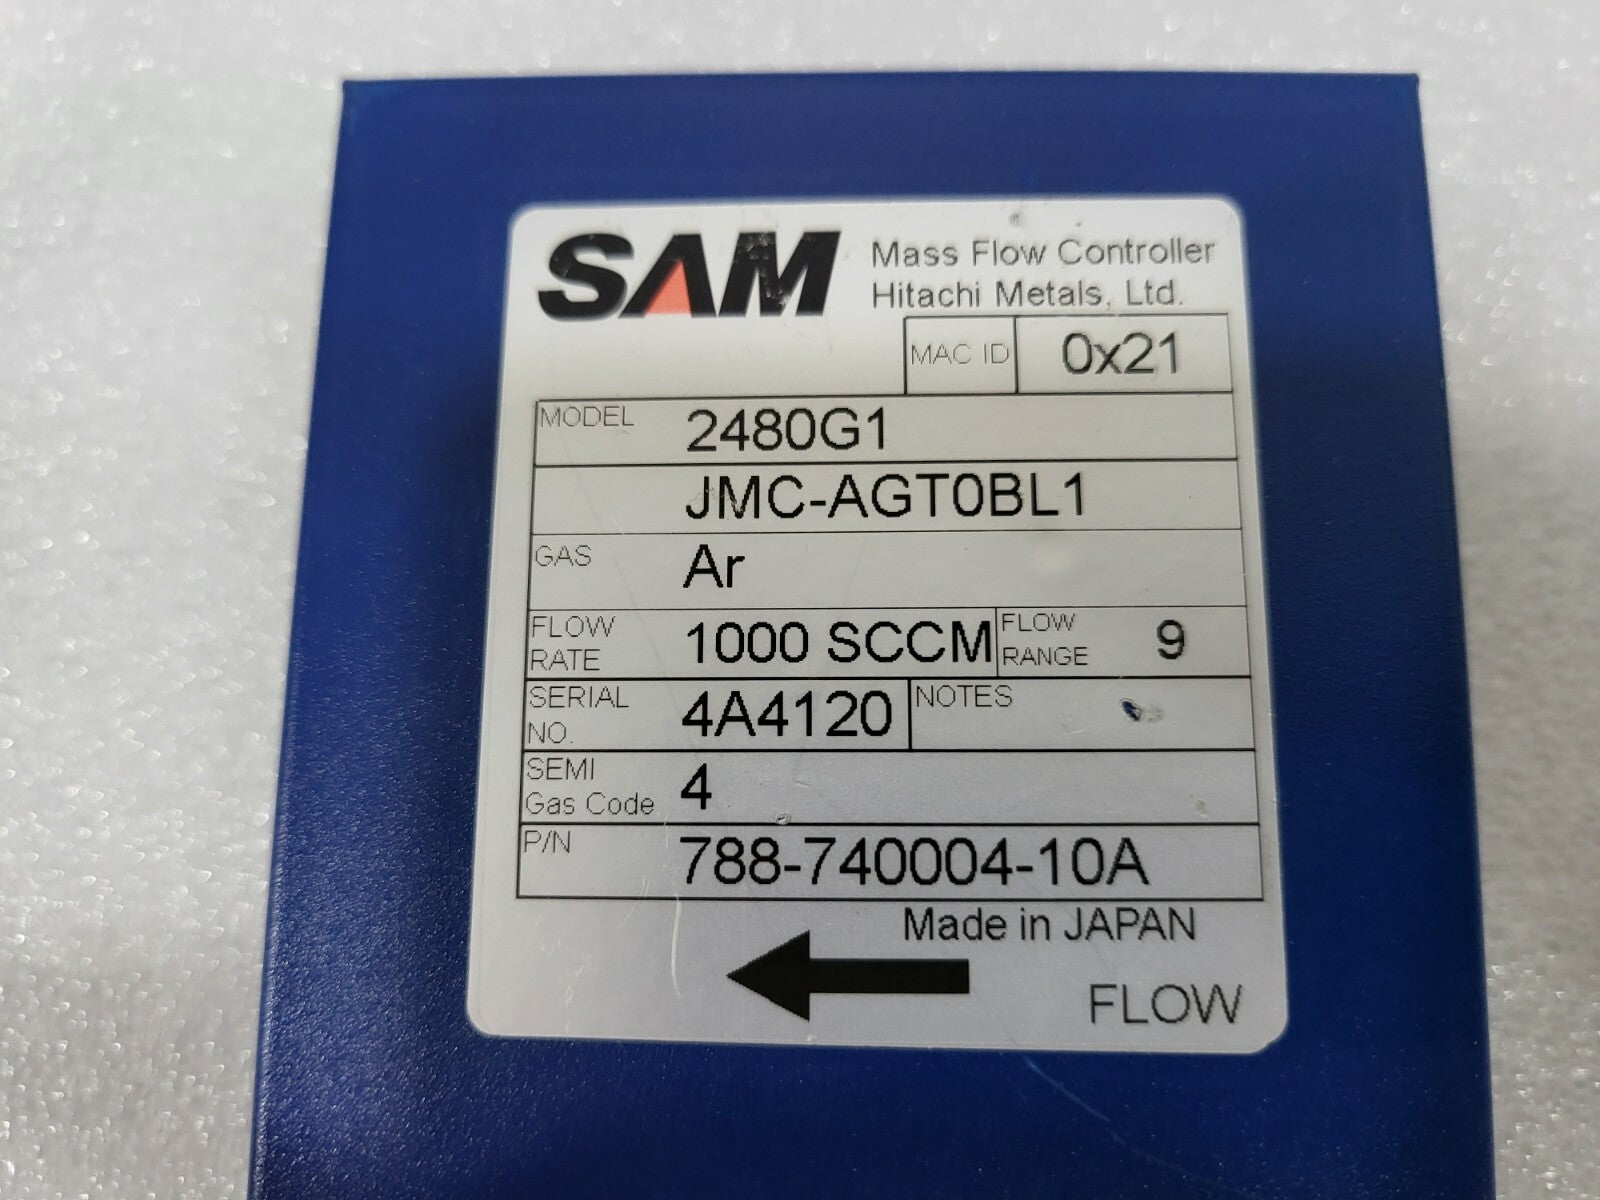 SAM
Mass Flow Controller
Hitachi Metals, Ltd.
MAC ID 0x21
MODEL 2480G1
JMC-AGT0BL1
GAS Ar
FLOW RATE 1000 SCCM FLOW RANGE 9
SERIAL NO. 4A4120 NOTES
SEMI Gas Code 4
P/N 788-740004-10A
Made in JAPAN
FLOW